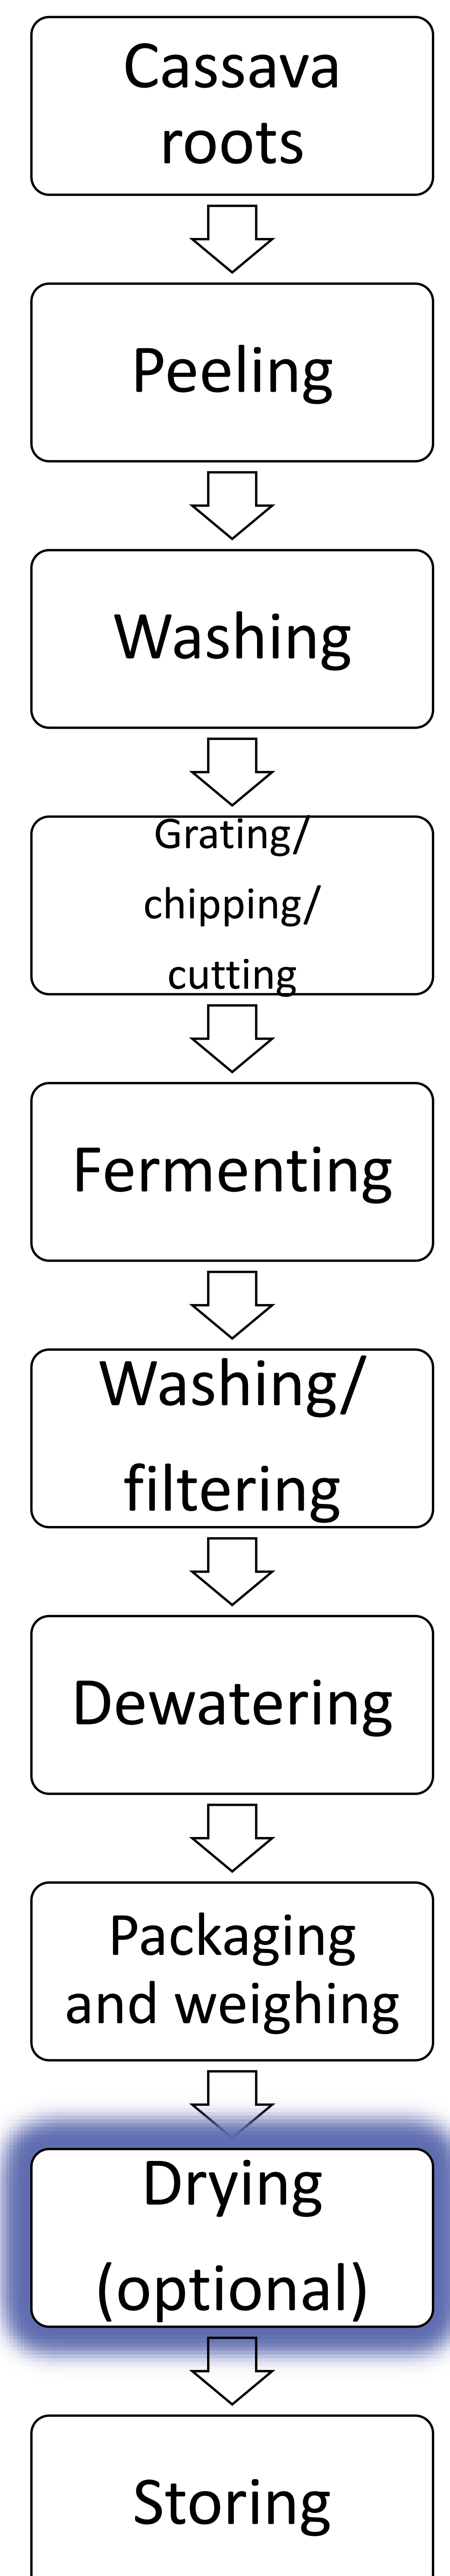 Cassava
roots
Peeling
Washing
Grating/
chipping/
cutting
Fermenting
Washing/
filtering
Dewatering
Packaging
and weighing
Drying
(optional)
Storing